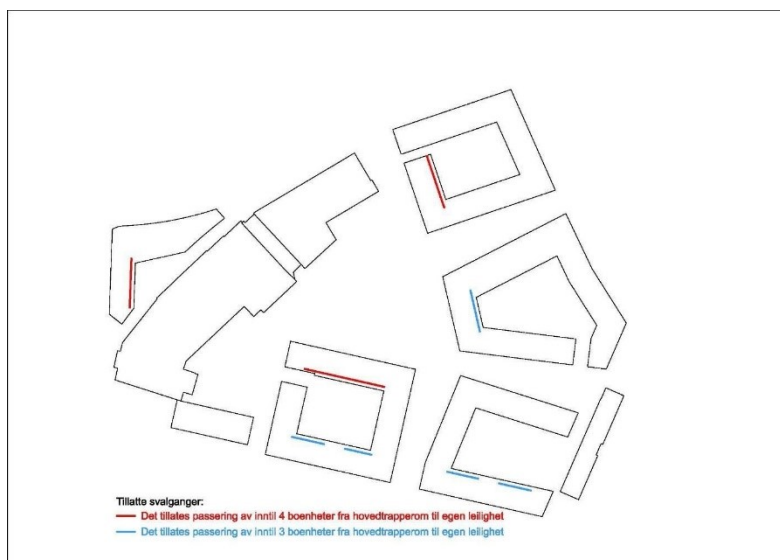 Tillatte svalganger:
Det tillates passering av inntil 4 boenheter fra hovedtrapperom til egen leilighet
Det tillates passering av inntil 3 boenheter fra hovedtrapperom til egen leilighet